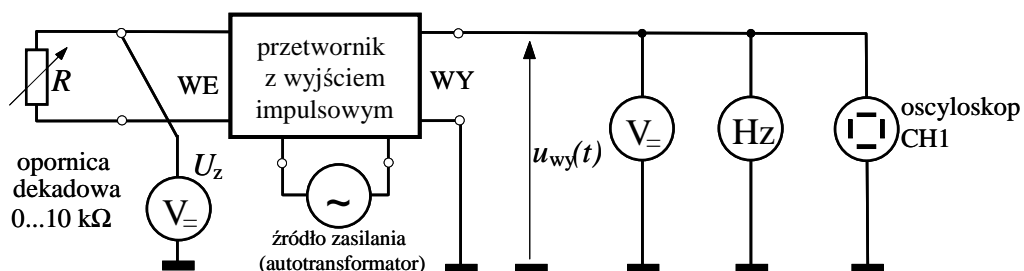 R
WE
przetwornik
z wyjściem
impulsowym
WY
opornica
dekadowa
0...10 kΩ
Uz
V=
~
źródło zasilania
(autotransformator)
uwy(t)
V=
Hz
oscyloskop
CH1